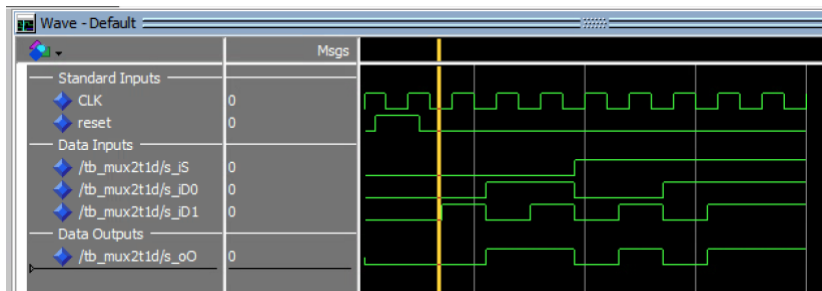 Wave - Default
Msgs
Standard Inputs
CLK 0
reset 0
Data Inputs
/tb_mux2t1d/s_iS 0
/tb_mux2t1d/s_iD0 0
/tb_mux2t1d/s_iD1 0
Data Outputs
/tb_mux2t1d/s_oO 0